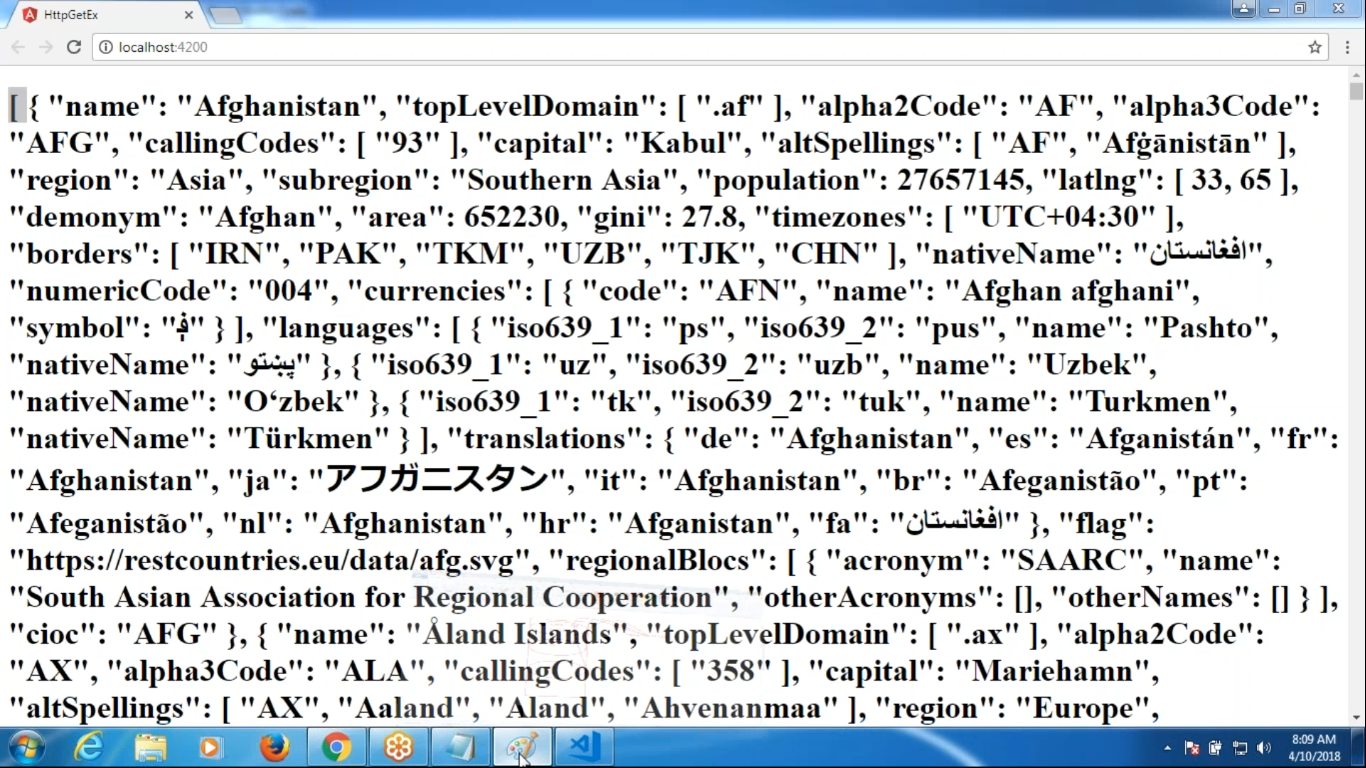 HttpGetEx
localhost:4200
[ { "name": "Afghanistan", "topLevelDomain": [ ".af" ], "alpha2Code": "AF", "alpha3Code":
"AFG", "callingCodes": [ "93" ], "capital": "Kabul", "altSpellings": [ "AF", "Afġānistān" ],
"region": "Asia", "subregion": "Southern Asia", "population": 27657145, "latlng": [ 33, 65 ],
"demonym": "Afghan", "area": 652230, "gini": 27.8, "timezones": [ "UTC+04:30" ],
"borders": [ "IRN", "PAK", "TKM", "UZB", "TJK", "CHN" ], "nativeName": "افغانستان",
"numericCode": "004", "currencies": [ { "code": "AFN", "name": "Afghan afghani",
"symbol": "؋" } ], "languages": [ { "iso639_1": "ps", "iso639_2": "pus", "name": "Pashto",
"nativeName": "پښتو" }, { "iso639_1": "uz", "iso639_2": "uzb", "name": "Uzbek",
"nativeName": "Oʻzbek" }, { "iso639_1": "tk", "iso639_2": "tuk", "name": "Turkmen",
"nativeName": "Türkmen" } ], "translations": { "de": "Afghanistan", "es": "Afganistán", "fr":
"Afghanistan", "ja": "アフガニスタン", "it": "Afghanistan", "br": "Afeganistão", "pt":
"Afeganistão", "nl": "Afghanistan", "hr": "Afganistan", "fa": "افغانستان" }, "flag":
"https://restcountries.eu/data/afg.svg", "regionalBlocs": [ { "acronym": "SAARC", "name":
"South Asian Association for Regional Cooperation", "otherAcronyms": [], "otherNames": [] } ],
"cioc": "AFG" }, { "name": "Åland Islands", "topLevelDomain": [ ".ax" ], "alpha2Code":
"AX", "alpha3Code": "ALA", "callingCodes": [ "358" ], "capital": "Mariehamn",
"altSpellings": [ "AX", "Aaland", "Aland", "Ahvenanmaa" ], "region": "Europe",
8:09 AM
4/10/2018